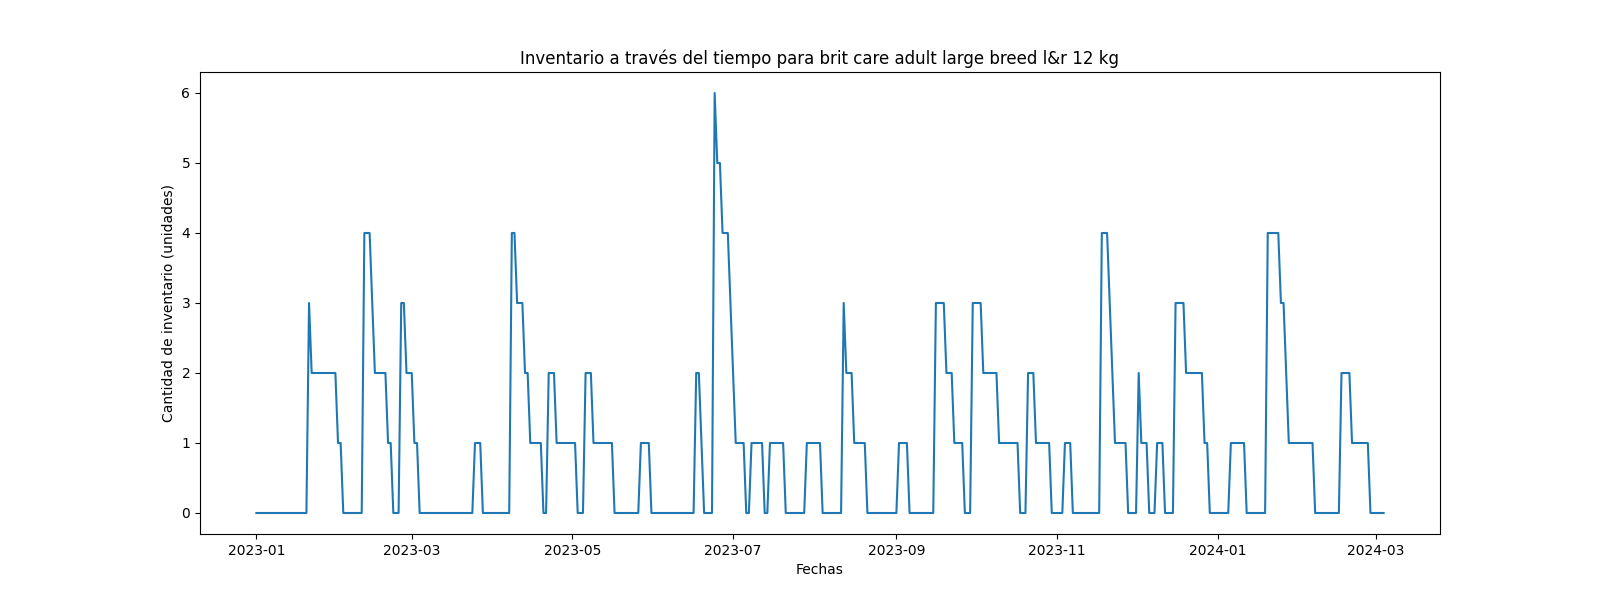 Inventario a través del tiempo para brit care adult large breed l&r 12 kg
Cantidad de inventario (unidades)
6
5
4
3
2
1
0
2023-01 2023-03 2023-05 2023-07 2023-09 2023-11 2024-01 2024-03
Fechas